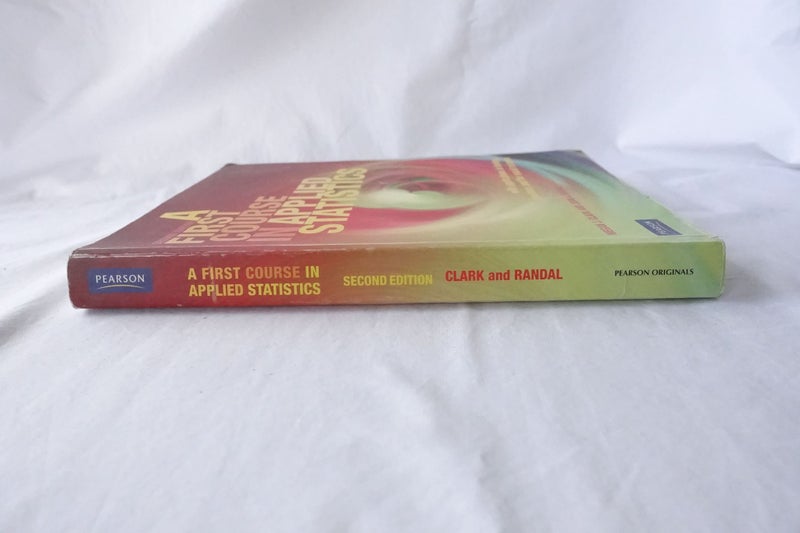 A
FIRST
COURSE
IN APPLIED
STATISTICS
PEARSON
A FIRST COURSE IN
APPLIED STATISTICS
SECOND EDITION
CLARK and RANDAL
PEARSON ORIGINALS